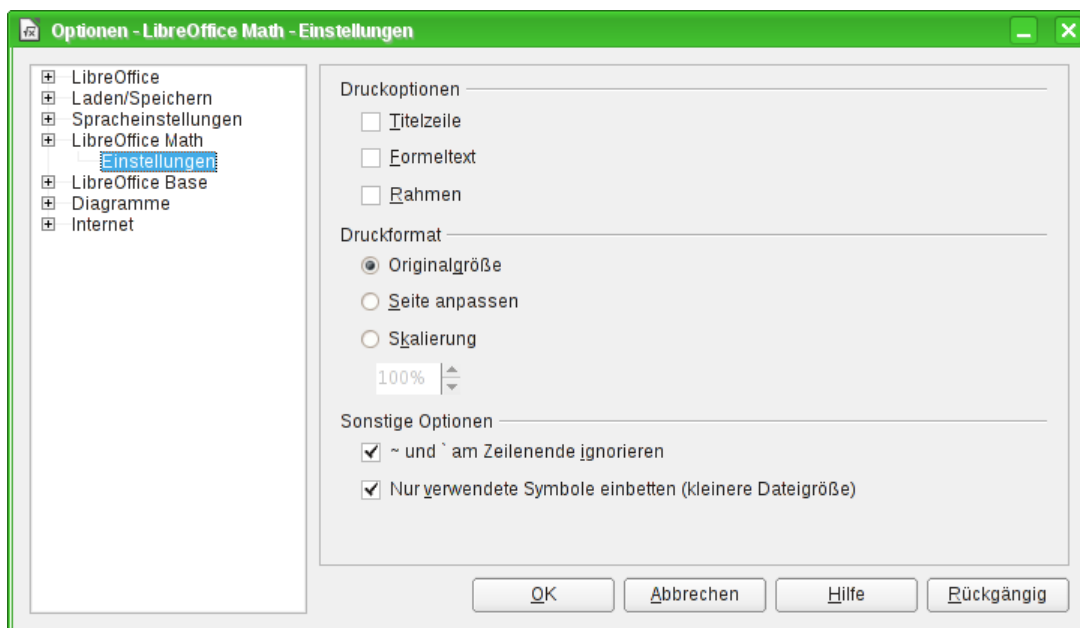 Optionen - LibreOffice Math - Einstellungen
LibreOffice
Laden/Speichern
Spracheinstellungen
LibreOffice Math
Einstellungen
LibreOffice Base
Diagramme
Internet
Druckoptionen
Titelzeile
Formeltext
Rahmen
Druckformat
Originalgröße
Seite anpassen
Skalierung
100%
Sonstige Optionen
~ und ` am Zeilenende ignorieren
Nur verwendete Symbole einbetten (kleinere Dateigröße)
OK Abbrechen Hilfe Rückgängig